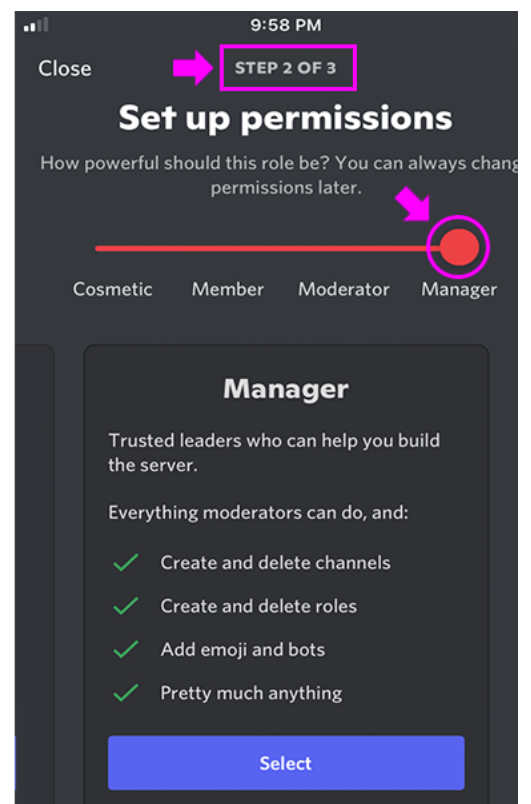 9:58 PM
Close
STEP 2 OF 3
Set up permissions
How powerful should this role be? You can always chang
permissions later.
Cosmetic Member Moderator Manager
Manager
Trusted leaders who can help you build
the server.
Everything moderators can do, and:
Create and delete channels
Create and delete roles
Add emoji and bots
Pretty much anything
Select